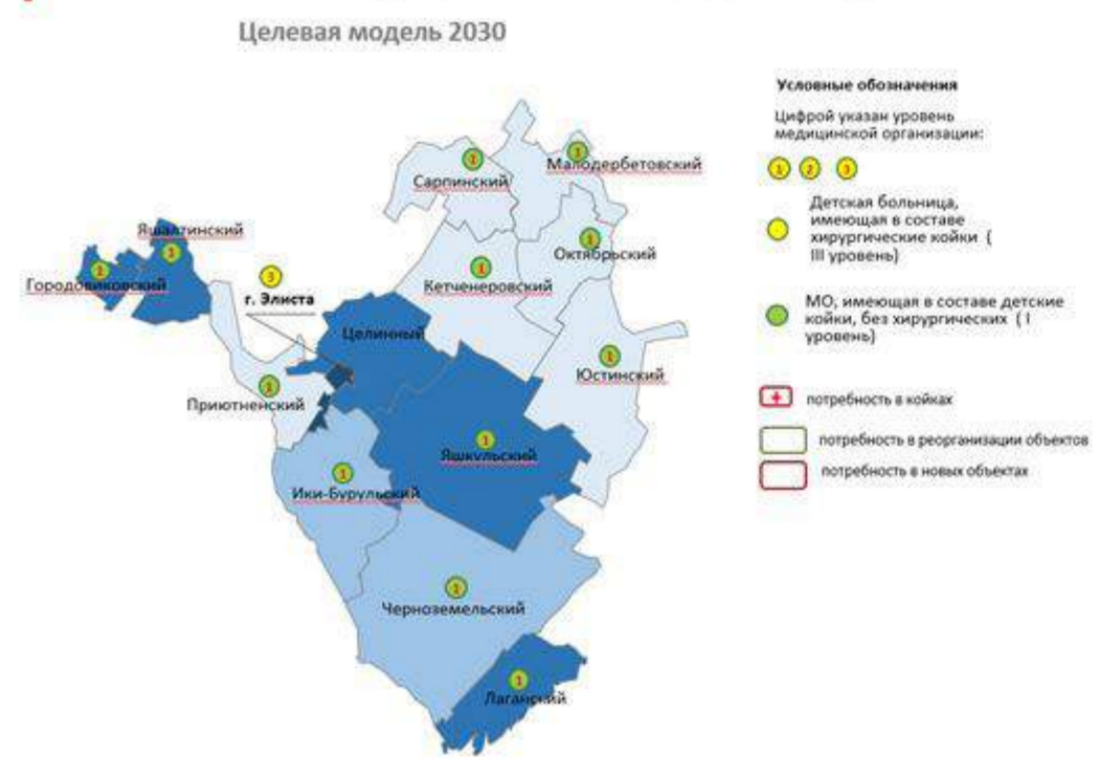 Целевая модель 2030
Условные обозначения
Цифрой указан уровень
медицинской организации:
1 2 3
Детская больница,
имеющая в составе
хирургические койки (
III уровень)
МО, имеющая в составе детские
койки, без хирургических ( I
уровень)
потребность в койках
потребность в реорганизации объектов
потребность в новых объектах
1
Сарпинский
1
Малодербетовский
Яшалтинский
1
1
Октябрьский
1
Городовиковский
3
г. Элиста
1
Кетченеровский
Целинный
1
Юстинский
1
Приютненский
1
Яшкульский
1
Ики-Бурульский
1
Черноземельский
1
Лаганский